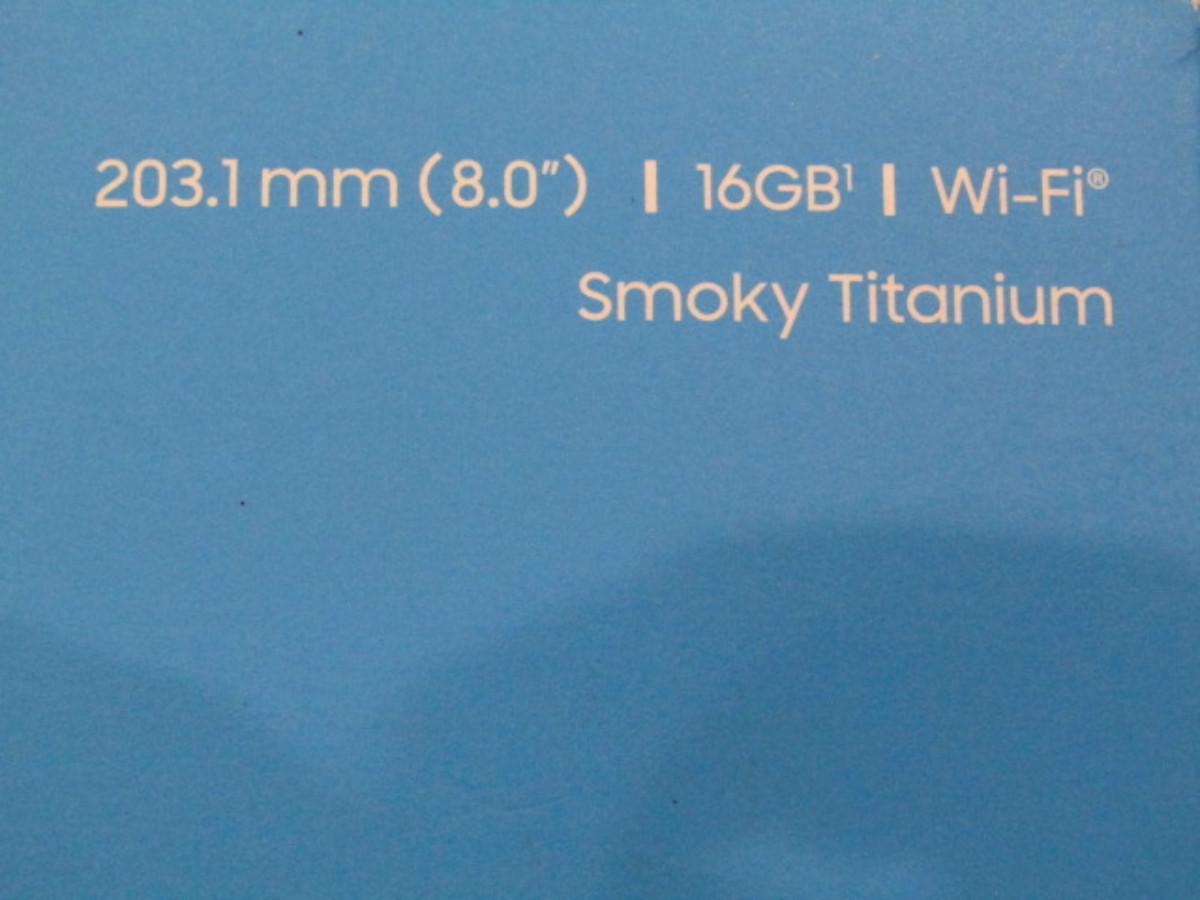 203.1 mm (8.0″) | 16GB¹ | Wi-Fi®
Smoky Titanium